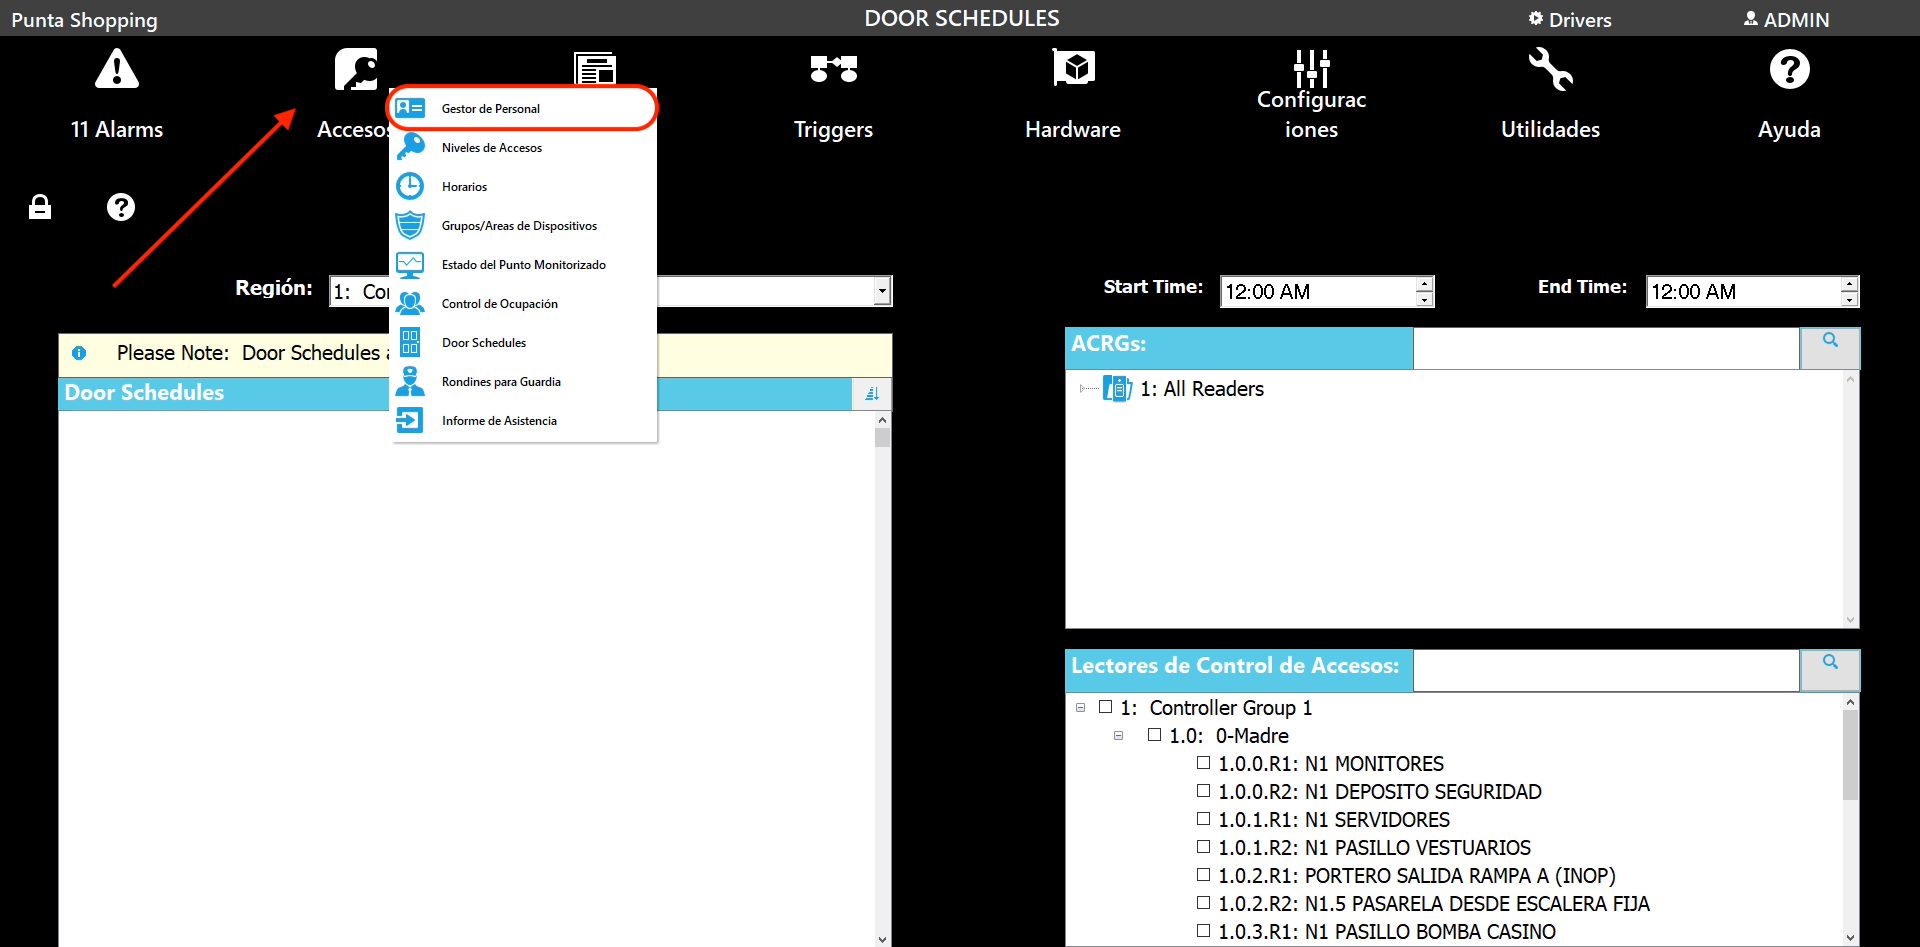 Punta Shopping
DOOR SCHEDULES
Drivers
ADMIN
11 Alarms
Accesos
Triggers
Hardware
Configurac
iones
Utilidades
Ayuda
Gestor de Personal
Niveles de Accesos
Horarios
Grupos/Areas de Dispositivos
Estado del Punto Monitorizado
Control de Ocupación
Door Schedules
Rondines para Guardia
Informe de Asistencia
Región:
1: Co
Start Time:
12:00 AM
End Time:
12:00 AM
Please Note: Door Schedules
Door Schedules
ACRGs:
1: All Readers
Lectores de Control de Accesos:
1: Controller Group 1
1.0: 0-Madre
1.0.0.R1: N1 MONITORES
1.0.0.R2: N1 DEPOSITO SEGURIDAD
1.0.1.R1: N1 SERVIDORES
1.0.1.R2: N1 PASILLO VESTUARIOS
1.0.2.R1: PORTERO SALIDA RAMPA A (INOP)
1.0.2.R2: N1.5 PASARELA DESDE ESCALERA FIJA
1.0.3.R1: N1 PASILLO BOMBA CASINO